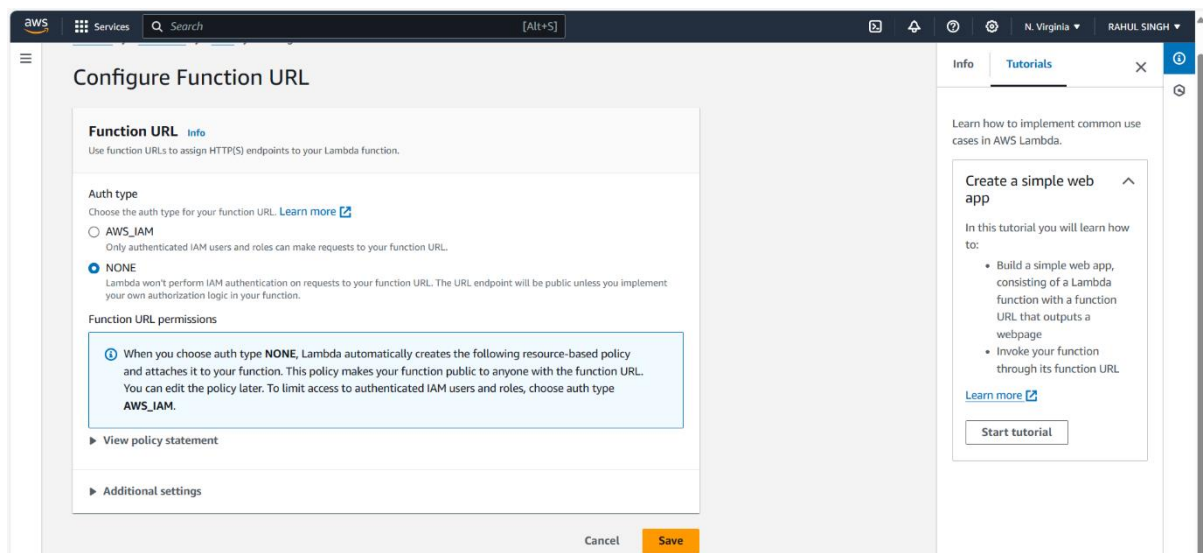 aws
Services
Search
[Alt+S]
N. Virginia ▼
RAHUL SINGH ▼
Configure Function URL
Function URL Info
Use function URLs to assign HTTP(S) endpoints to your Lambda function.
Auth type
Choose the auth type for your function URL. Learn more
AWS_IAM
Only authenticated IAM users and roles can make requests to your function URL.
NONE
Lambda won't perform IAM authentication on requests to your function URL. The URL endpoint will be public unless you implement
your own authorization logic in your function.
Function URL permissions
When you choose auth type NONE, Lambda automatically creates the following resource-based policy
and attaches it to your function. This policy makes your function public to anyone with the function URL.
You can edit the policy later. To limit access to authenticated IAM users and roles, choose auth type
AWS_IAM.
View policy statement
Additional settings
Cancel
Save
Info
Tutorials
Learn how to implement common use
cases in AWS Lambda.
Create a simple web
app
In this tutorial you will learn how
to:
• Build a simple web app,
consisting of a Lambda
function with a function
URL that outputs a
webpage
• Invoke your function
through its function URL
Learn more
Start tutorial